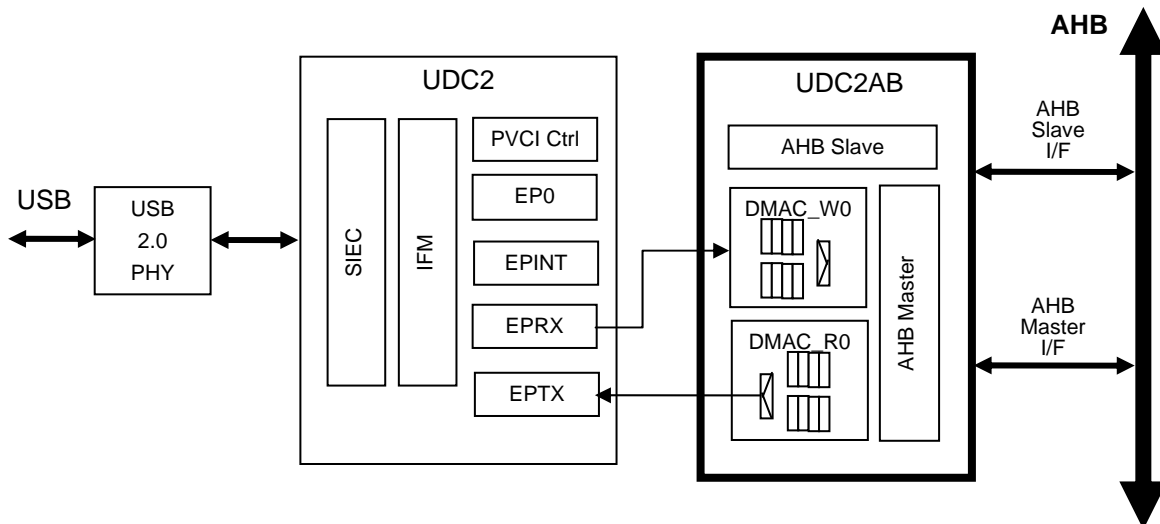 AHB
UDC2
UDC2AB
USB
USB
2.0
PHY
SIEC
IFM
PVCI Ctrl
EP0
EPINT
EPRX
EPTX
AHB Slave
DMAC_W0
DMAC_R0
AHB Master
AHB
Slave
I/F
AHB
Master
I/F